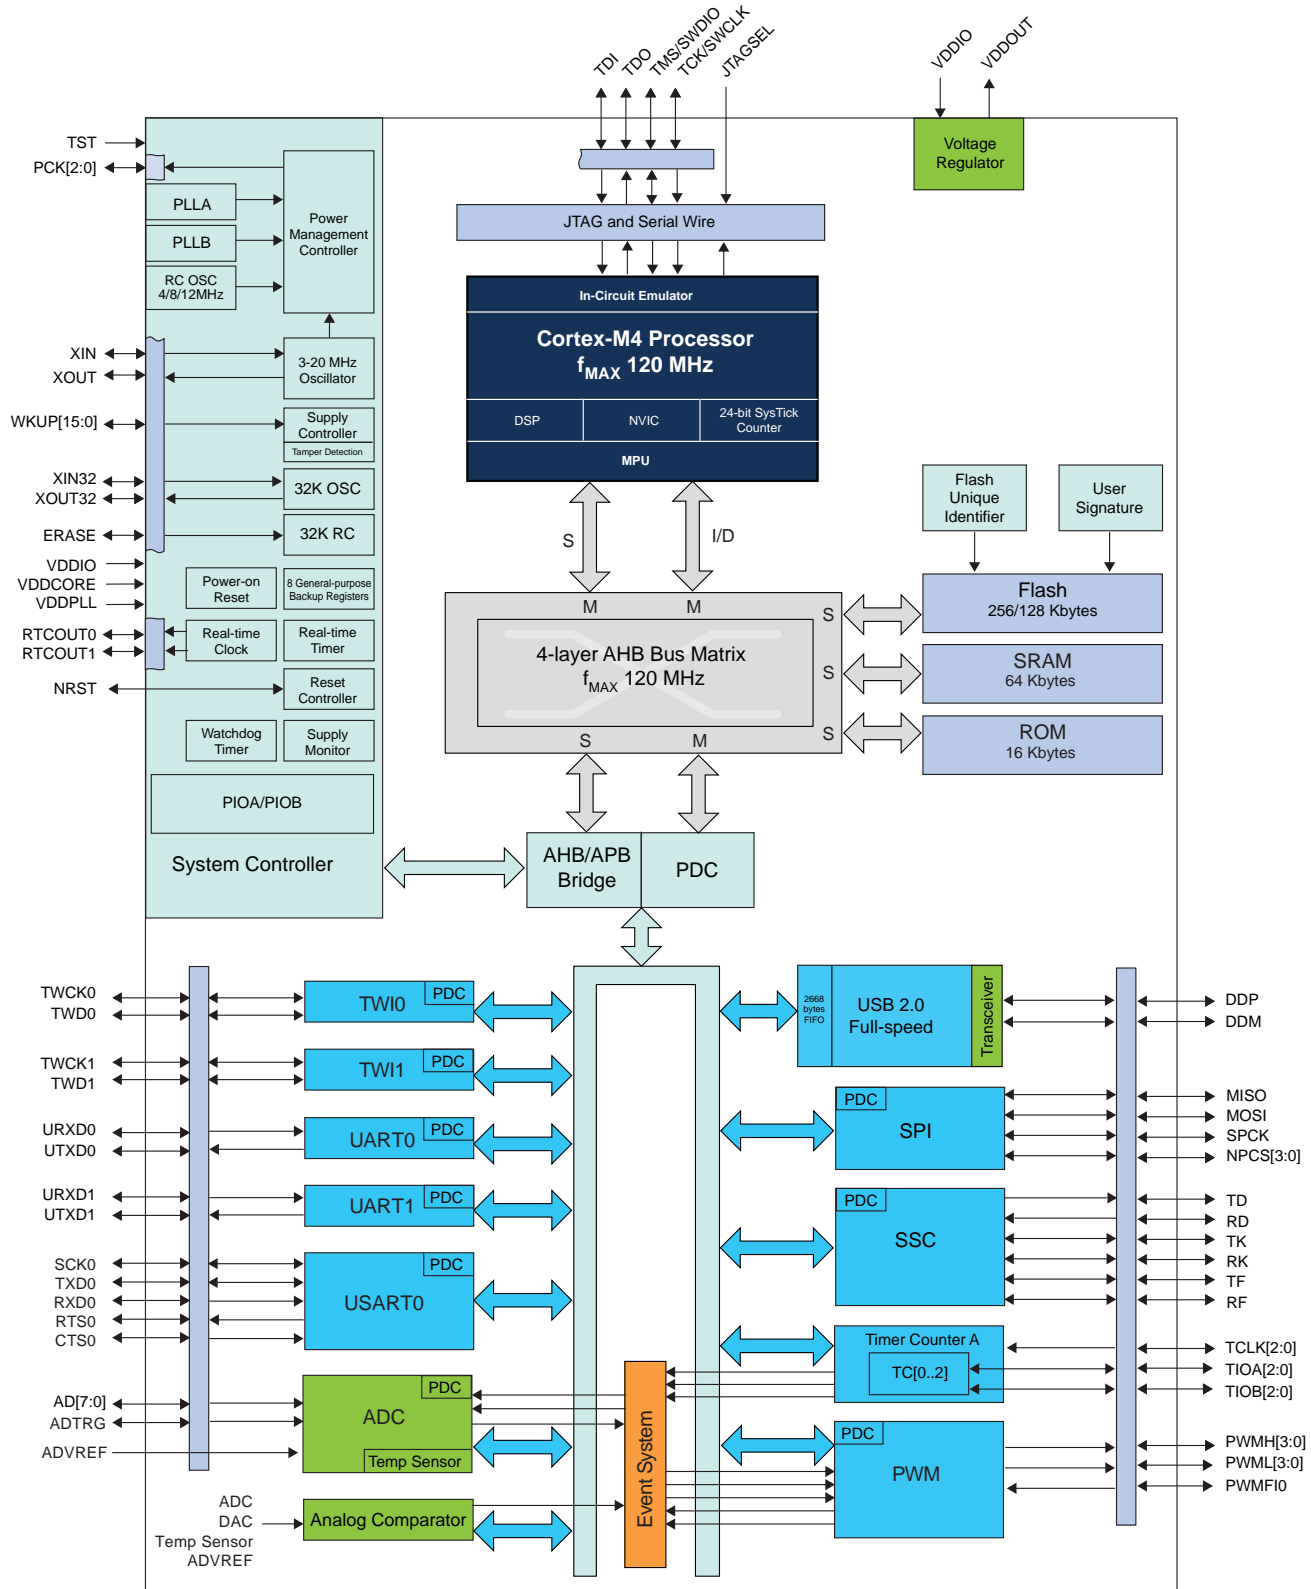 TDI
TDO
TMS/SWDIO
TCK/SWCLK
JTAGSEL
VDDIO
VDDOUT
TST
PCK[2:0]
PLLA
PLLB
RC OSC
4/8/12MHz
Power
Management
Controller
Voltage
Regulator
JTAG and Serial Wire
In-Circuit Emulator
Cortex-M4 Processor
fMAX 120 MHz
DSP
NVIC
24-bit SysTick
Counter
MPU
XIN
XOUT
3-20 MHz
Oscillator
WKUP[15:0]
Supply
Controller
Tamper Detection
XIN32
XOUT32
32K OSC
ERASE
32K RC
VDDIO
VDDCORE
VDDPLL
Power-on
Reset
8 General-purpose
Backup Registers
RTCOUT0
RTCOUT1
Real-time
Clock
Real-time
Timer
NRST
Reset
Controller
Watchdog
Timer
Supply
Monitor
PIOA/PIOB
System Controller
S
I/D
M
M
S
4-layer AHB Bus Matrix
fMAX 120 MHz
S
S
S
M
Flash
Unique
Identifier
User
Signature
Flash
256/128 Kbytes
SRAM
64 Kbytes
ROM
16 Kbytes
AHB/APB
Bridge
PDC
TWCK0
TWD0
PDC
TWI0
TWCK1
TWD1
PDC
TWI1
URXD0
UTXD0
PDC
UART0
URXD1
UTXD1
PDC
UART1
SCK0
TXD0
RXD0
RTS0
CTS0
PDC
USART0
AD[7:0]
ADTRG
ADVREF
PDC
ADC
Temp Sensor
ADC
DAC
Temp Sensor
ADVREF
Analog Comparator
Event System
2668
bytes
FIFO
USB 2.0
Full-speed
Transceiver
DDP
DDM
PDC
SPI
MISO
MOSI
SPCK
NPCS[3:0]
PDC
SSC
TD
RD
TK
RK
TF
RF
Timer Counter A
TC[0..2]
TCLK[2:0]
TIOA[2:0]
TIOB[2:0]
PDC
PWM
PWMH[3:0]
PWML[3:0]
PWMFI0